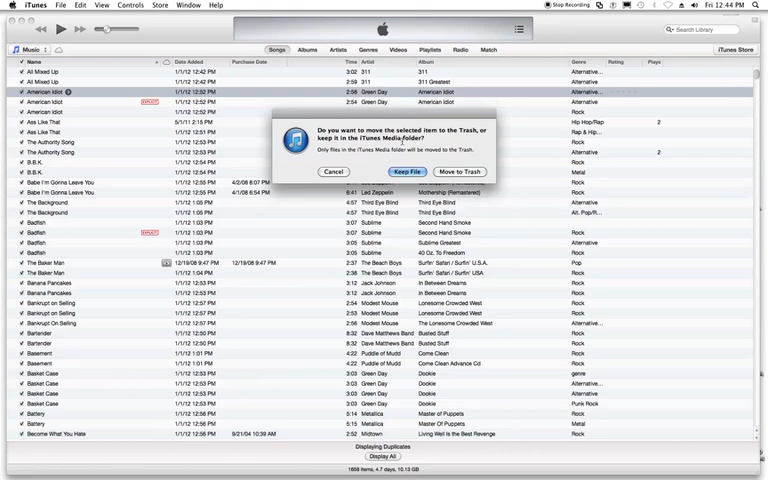 iTunes File Edit View Controls Store Window Help Stop Recording Fri 12:44 PM
Search Library
Music Songs Albums Artists Genres Videos Playlists Radio Match iTunes Store
Name Date Added Purchase Date Time Artist Album Genre Rating Plays
All Mixed Up 1/1/12 12:42 PM 3:02 311 311 Alternative...
All Mixed Up 1/1/12 12:42 PM 2:59 311 311 Greatest Alternative...
American Idiot 1/1/12 12:52 PM 2:56 Green Day American Idiot Alternative...
American Idiot EXPLICIT 1/1/12 12:52 PM 2:54 Green Day American Idiot Alternative...
American Idiot 1/1/12 12:52 PM Rock
Ass Like That 5/1/11 2:15 PM Hip Hop/Rap 2
Ass Like That 1/1/12 12:50 PM Rap & Hip...
The Authority Song 1/1/12 12:42 PM Rock
The Authority Song 1/1/12 12:42 PM Alternative... 2
B.B.K. 1/1/12 12:54 PM Rock
B.B.K. 1/1/12 12:54 PM Metal
Babe I'm Gonna Leave You 4/2/08 6:07 PM Led Zeppelin Rock
Babe I'm Gonna Leave You 4/1/08 6:54 PM 6:41 Led Zeppelin Mothership (Remastered) Rock
The Background 1/1/12 1:05 PM 4:57 Third Eye Blind Third Eye Blind Alternative...
The Background 1/1/12 1:05 PM 4:57 Third Eye Blind Third Eye Blind Alt. Pop/R...
Badfish 1/1/12 1:03 PM 3:07 Sublime Second Hand Smoke
Badfish EXPLICIT 1/1/12 1:03 PM 3:07 Sublime Second Hand Smoke Rock
Badfish 1/1/12 1:03 PM 3:05 Sublime Sublime Greatest Alternative...
Badfish 1/1/12 1:03 PM 3:05 Sublime 40 Oz. To Freedom Rock
The Baker Man 12/19/08 9:47 PM 12/19/08 9:47 PM 2:37 The Beach Boys Surfin' Safari / Surfin' U.S.A. Pop
The Baker Man 1/1/12 1:04 PM 2:38 The Beach Boys Surfin' Safari / Surfin' USA Rock
Banana Pancakes 1/1/12 12:53 PM 3:12 Jack Johnson In Between Dreams Rock
Banana Pancakes 1/1/12 12:53 PM 3:11 Jack Johnson In Between Dreams Rock
Bankrupt on Selling 1/1/12 12:57 PM 2:54 Modest Mouse Lonesome Crowded West Rock
Bankrupt on Selling 1/1/12 12:57 PM 2:53 Modest Mouse Lonesome Crowded West Rock
Bankrupt On Selling 1/1/12 12:57 PM 2:54 Modest Mouse The Lonesome Crowded West Alternative...
Bartender 1/1/12 12:47 PM 8:32 Dave Matthews Band Busted Stuff Rock
Bartender 1/1/12 12:47 PM 8:32 Dave Matthews Band Busted Stuff Rock
Basement 1/1/12 1:01 PM 4:22 Puddle of Mudd Come Clean Rock
Basement 1/1/12 1:01 PM 4:22 Puddle of Mudd Come Clean Advance Cd Rock
Basket Case 1/1/12 12:53 PM 3:03 Green Day Dookie genre
Basket Case 1/1/12 12:53 PM 3:03 Green Day Dookie Alternative...
Basket Case 1/1/12 12:53 PM 3:03 Green Day Dookie Alternative...
Basket Case 1/1/12 12:53 PM 3:03 Green Day Dookie Punk Rock
Battery 1/1/12 12:56 PM 5:14 Metallica Master of Puppets Rock
Battery 1/1/12 12:56 PM 5:15 Metallica Master Of Puppets Metal
Become What You Hate 1/1/12 12:56 PM 9/21/04 10:39 AM 2:52 Midtown Living Well Is the Best Revenge Rock
Do you want to move the selected item to the Trash, or
keep it in the iTunes Media folder?
Only files in the iTunes Media folder will be moved to the Trash.
Cancel Keep File Move to Trash
Displaying Duplicates
Display All
1658 items, 4.7 days, 10.13 GB